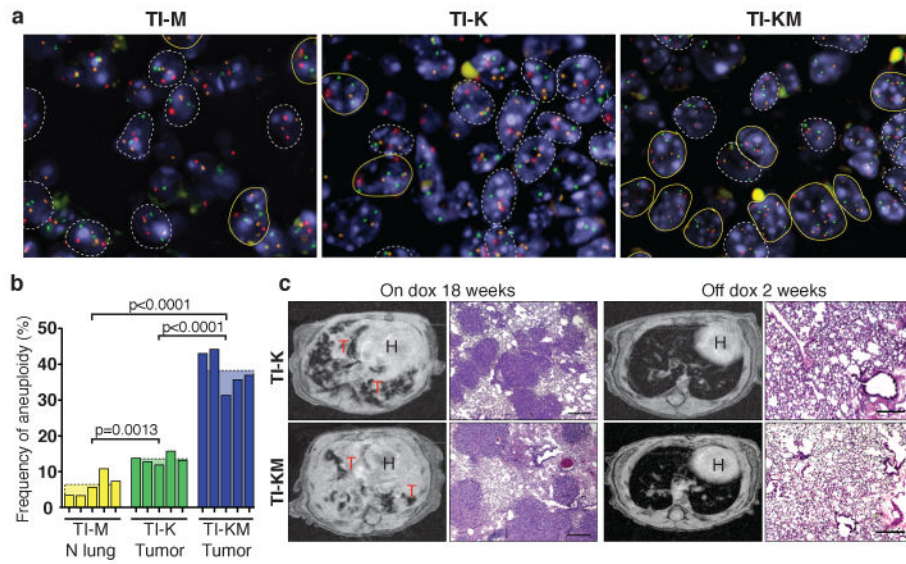 a
TI-M
TI-K
TI-KM
b
p<0.0001
p<0.0001
p=0.0013
Frequency of aneuploidy (%)
50
40
30
20
10
0
TI-M
N lung
TI-K
Tumor
TI-KM
Tumor
c
On dox 18 weeks
Off dox 2 weeks
TI-K
T
H
T
H
TI-KM
T
H
T
H